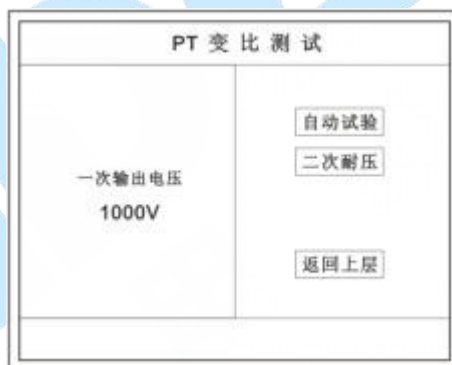 PT 变 比 测 试
一次输出电压
1000V
自动试验
二次耐压
返回上层